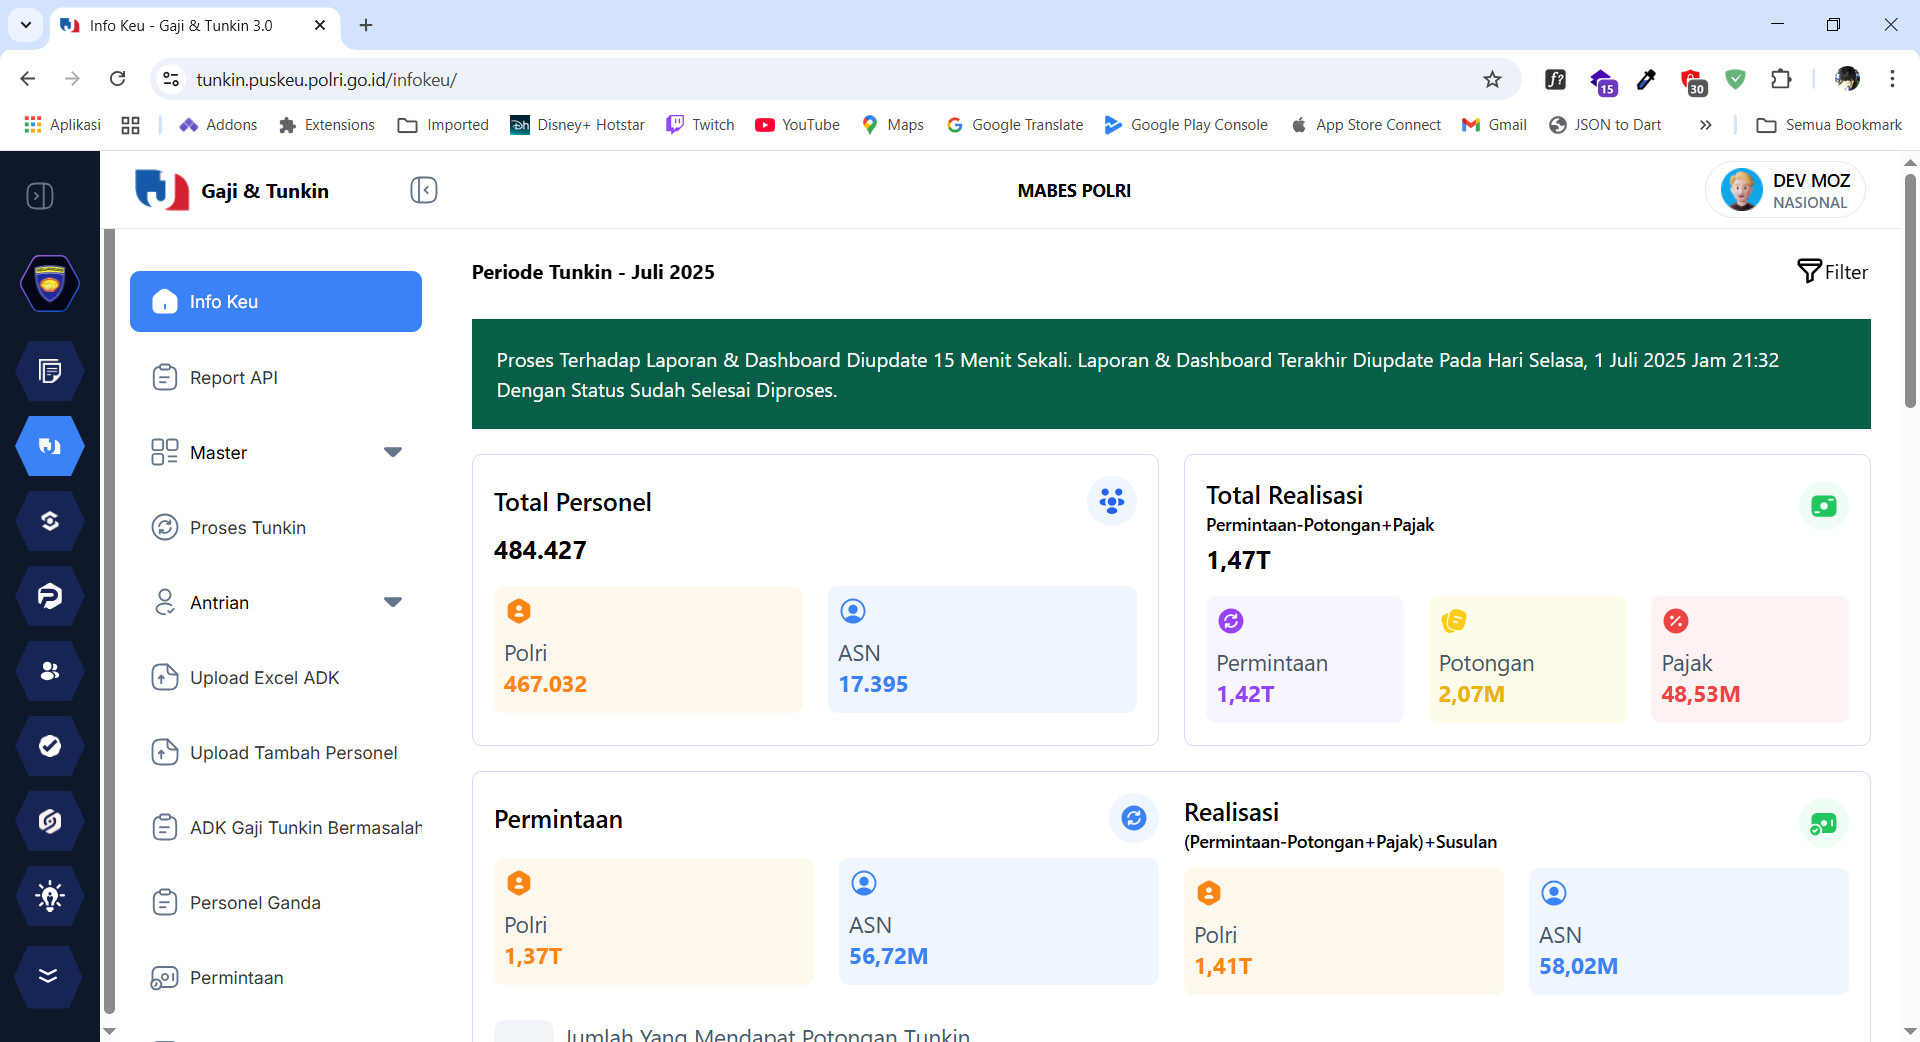 Info Keu - Gaji & Tunkin 3.0
tunkin.puskeu.polri.go.id/infokeu/
15
30
Aplikasi
Addons
Extensions
Imported
Disney+ Hotstar
Twitch
YouTube
Maps
Google Translate
Google Play Console
App Store Connect
Gmail
JSON to Dart
Semua Bookmark
Gaji & Tunkin
MABES POLRI
DEV MOZ
NASIONAL
Info Keu
Report API
Master
Proses Tunkin
Antrian
Upload Excel ADK
Upload Tambah Personel
ADK Gaji Tunkin Bermasalah
Personel Ganda
Permintaan
Periode Tunkin - Juli 2025
Filter
Proses Terhadap Laporan & Dashboard Diupdate 15 Menit Sekali. Laporan & Dashboard Terakhir Diupdate Pada Hari Selasa, 1 Juli 2025 Jam 21:32
Dengan Status Sudah Selesai Diproses.
Total Personel
484.427
Polri
467.032
ASN
17.395
Total Realisasi
Permintaan-Potongan+Pajak
1,47T
Permintaan
1,42T
Potongan
2,07M
Pajak
48,53M
Permintaan
Polri
1,37T
ASN
56,72M
Realisasi
(Permintaan-Potongan+Pajak)+Susulan
Polri
1,41T
ASN
58,02M
Jumlah Yang Mendapat Potongan Tunkin